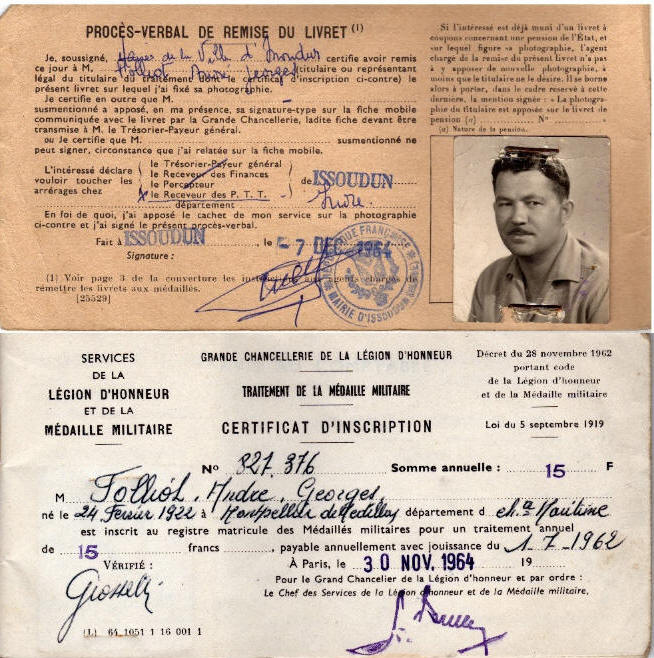 PROCÈS-VERBAL DE REMISE DU LIVRET (1)
Je, soussigné, Maire de la Ville d'Issoudun certifie avoir remis
ce jour à M. Folliot André Georges (titulaire ou représentant
légal du titulaire du traitement dont le certificat d'inscription ci-contre) le
présent livret sur lequel j'ai fixé sa photographie.
Je certifie en outre que M.
susmentionné a apposé, en ma présence, sa signature-type sur la fiche mobile
communiquée avec le livret par la Grande Chancellerie, ladite fiche devant être
transmise à M. le Trésorier-Payeur général.
ou Je certifie que M. susmentionné ne
peut signer, circonstance que j'ai relatée sur la fiche mobile.
L'intéressé déclare
vouloir toucher les
arrérages chez
le Trésorier-Payeur général
le Receveur des Finances
le Percepteur
x le Receveur des P. T. T.
département
de ISSOUDUN
Indre
En foi de quoi, j'ai apposé le cachet de mon service sur la photographie
ci-contre et j'ai signé le présent procès-verbal.
Fait à ISSOUDUN, le 7 DEC 1964
Signature :
MAIRIE D'ISSOUDUN
(1) Voir page 3 de la couverture les aux agents chargés de
remettre les livrets aux médaillés.
[25529]
Si l'intéressé est déjà muni d'un livret à
coupons concernant une pension de l'État, et
sur lequel figure sa photographie, l'agent
chargé de la remise du présent livret n'a pas
à y apposer de nouvelle photographie, à
moins que le titulaire ne le désire. Il se borne
alors à porter, dans le cadre réservé à cette
dernière, la mention signée : « La photogra-
phie du titulaire est apposée sur le livret de
pension (a) N°
(a) Nature de la pension.
SERVICES
DE LA
LÉGION D'HONNEUR
ET DE LA
MÉDAILLE MILITAIRE
GRANDE CHANCELLERIE DE LA LÉGION D'HONNEUR
TRAITEMENT DE LA MÉDAILLE MILITAIRE
CERTIFICAT D'INSCRIPTION
Décret du 28 novembre 1962
portant code
de la Légion d'honneur
et de la Médaille militaire
Loi du 5 septembre 1919
N° 327.376 Somme annuelle : 15 F
M Folliot, André, Georges,
né le 24 Février 1922 à Montpellier de Médillan département d ch.te Maritime
est inscrit au registre matricule des Médaillés militaires pour un traitement annuel
de 15 francs, payable annuellement avec jouissance du 1-7-1962
VÉRIFIÉ :
À Paris, le 30 NOV. 1964 19
Pour le Grand Chancelier de la Légion d'honneur et par ordre :
Le Chef des Services de la Légion d'honneur et de la Médaille militaire,
(L) 64 1051 1 16 001 1